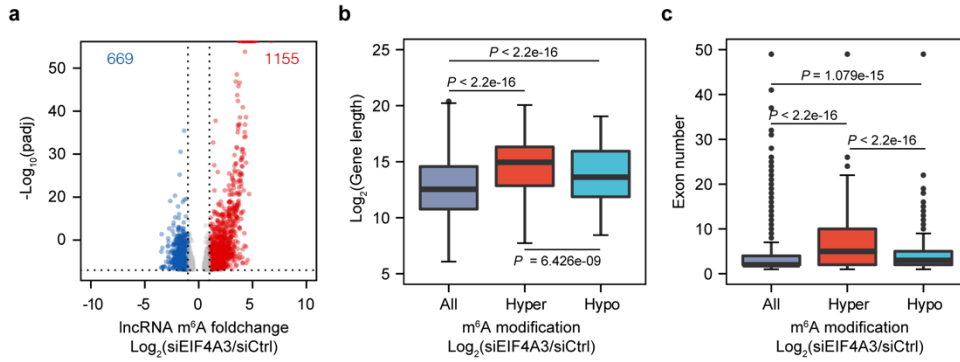 a
669
1155
50
40
30
20
0
-Log10(padj)
-10
-5
0
5
10
lncRNA m⁶A foldchange
Log2(siEIF4A3/siCtrl)
b
P < 2.2e-16
P < 2.2e-16
P = 6.426e-09
25
20
15
10
5
Log2(Gene length)
All
Hyper
Hypo
m⁶A modification
Log2(siEIF4A3/siCtrl)
c
P = 1.079e-15
P < 2.2e-16
P < 2.2e-16
50
40
30
20
10
0
Exon number
All
Hyper
Hypo
m⁶A modification
Log2(siEIF4A3/siCtrl)